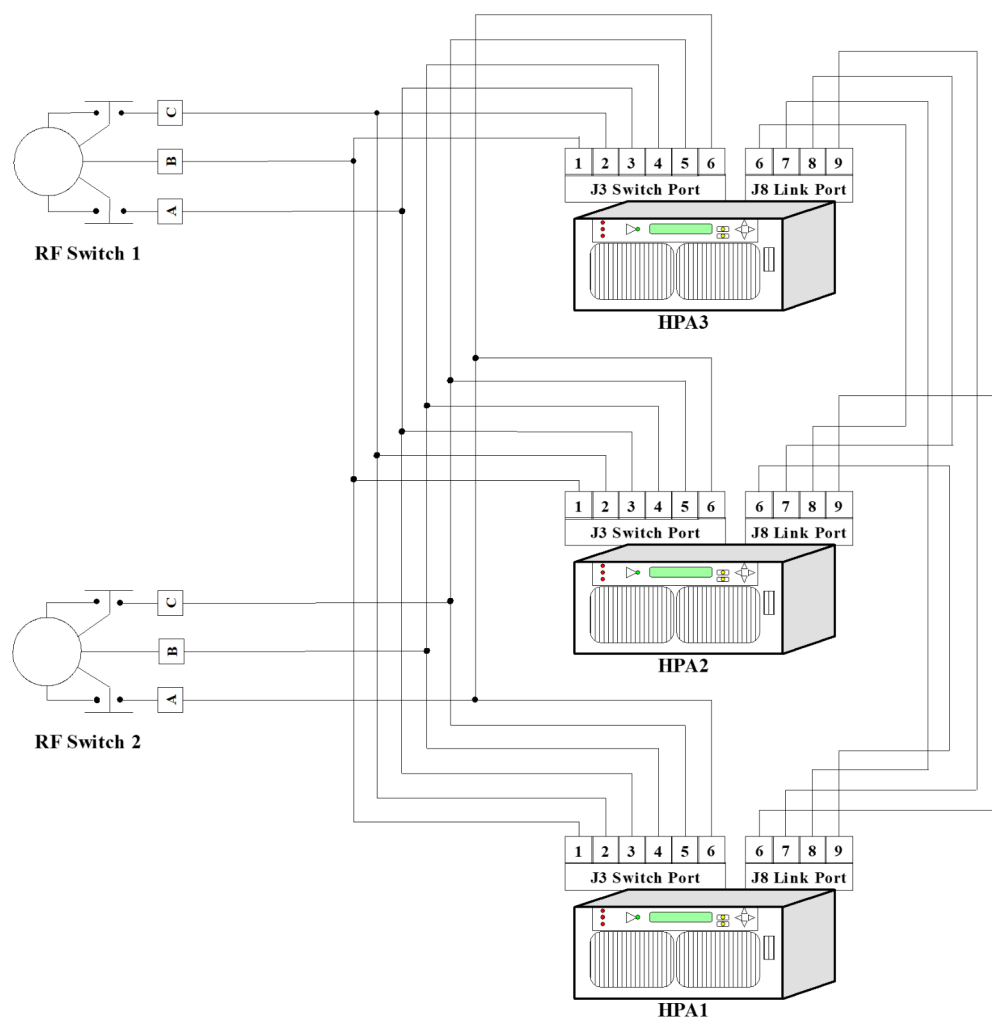 C
B
A
RF Switch 1
1 2 3 4 5 6
J3 Switch Port
6 7 8 9
J8 Link Port
HPA3
1 2 3 4 5 6
J3 Switch Port
6 7 8 9
J8 Link Port
HPA2
C
B
A
RF Switch 2
1 2 3 4 5 6
J3 Switch Port
6 7 8 9
J8 Link Port
HPA1